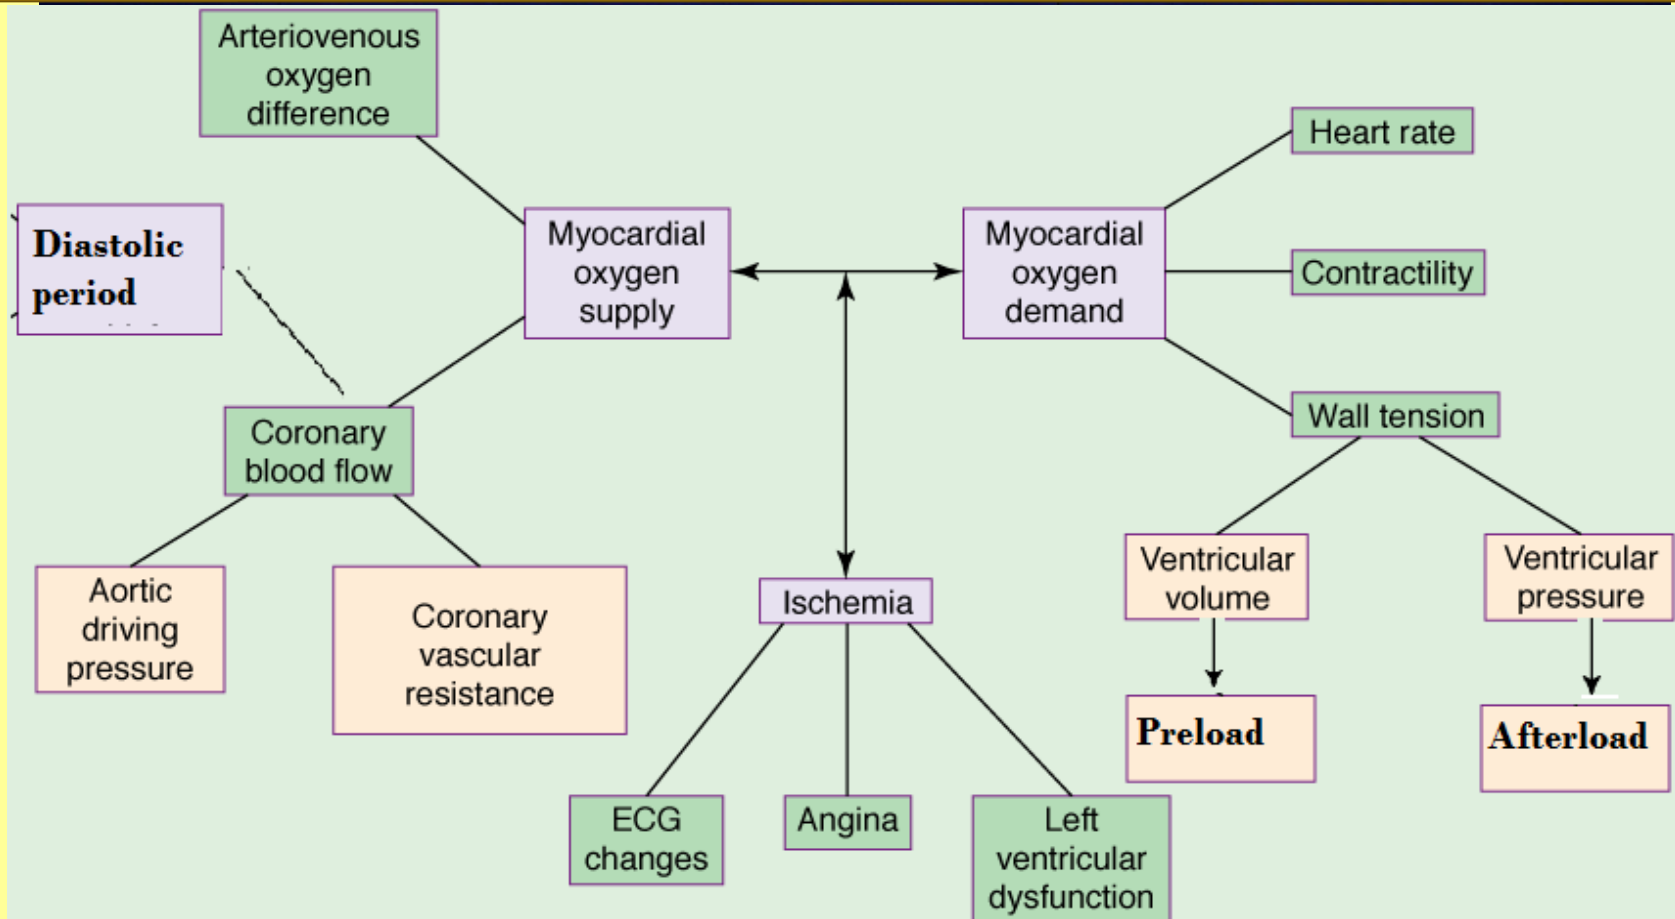 Arteriovenous
oxygen
difference
Heart rate
Diastolic
period
Myocardial
oxygen
supply
Myocardial
oxygen
demand
Contractility
Coronary
blood flow
Wall tension
Aortic
driving
pressure
Coronary
vascular
resistance
Ischemia
Ventricular
volume
Ventricular
pressure
Preload
Afterload
ECG
changes
Angina
Left
ventricular
dysfunction